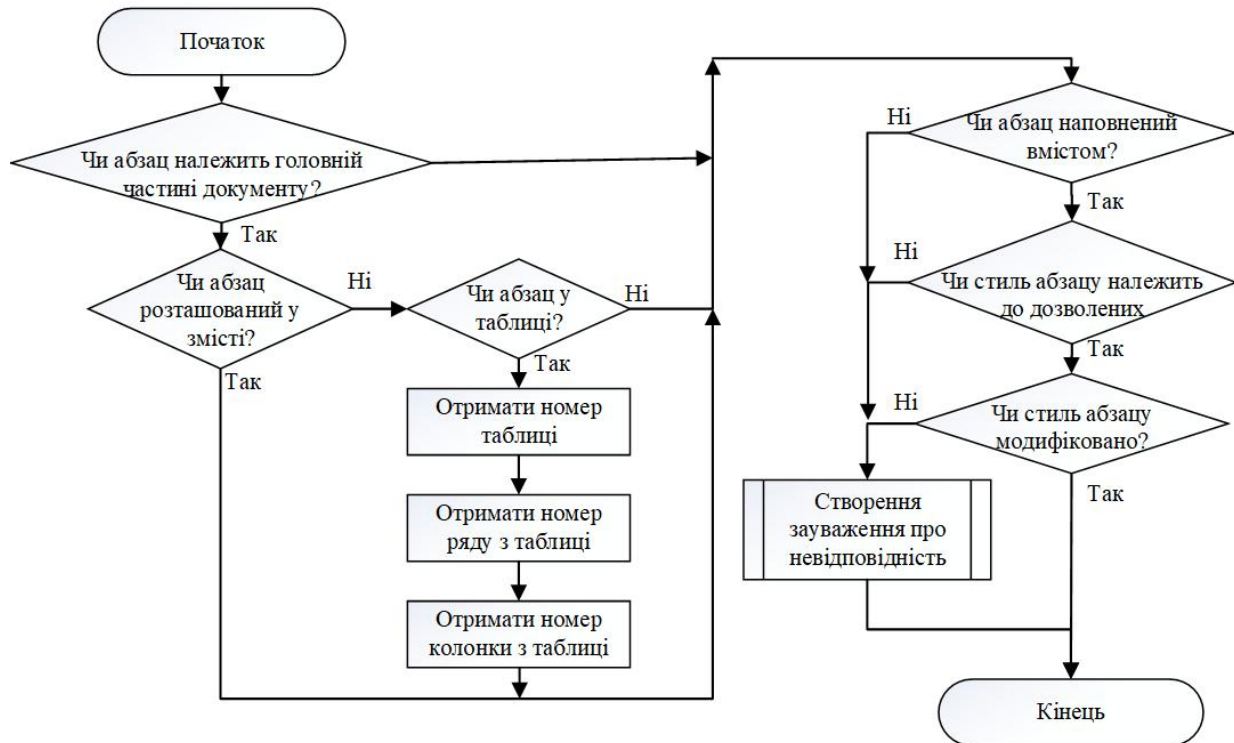 Початок
Чи абзац належить головній
частині документу?
Так
Чи абзац
розташований у
змісті?
Ні
Так
Чи абзац у
таблиці?
Ні
Так
Отримати номер
таблиці
Отримати номер
ряду з таблиці
Отримати номер
колонки з таблиці
Чи абзац наповнений
вмістом?
Ні
Так
Чи стиль абзацу належить
до дозволених
Ні
Так
Чи стиль абзацу
модифіковано?
Ні
Так
Створення
зауваження про
невідповідність
Кінець